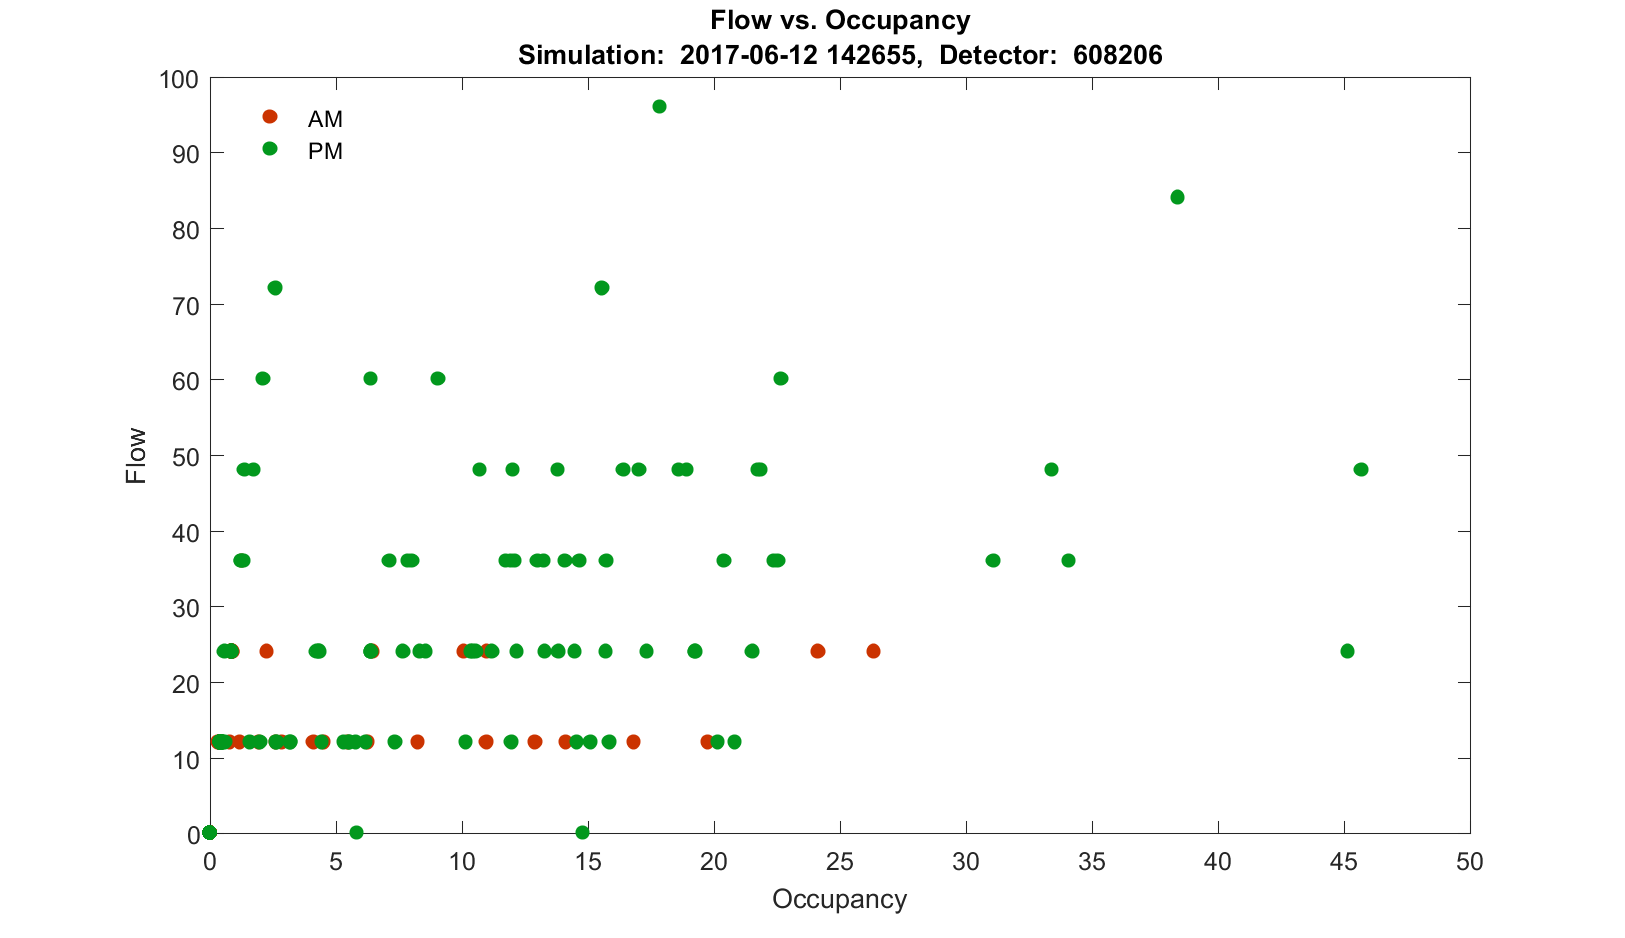 Flow vs. Occupancy
Simulation:  2017-06-12 142655,  Detector:  608206
100
90
80
70
60
50
40
30
20
10
0
Flow
AM
PM
0 5 10 15 20 25 30 35 40 45 50
Occupancy